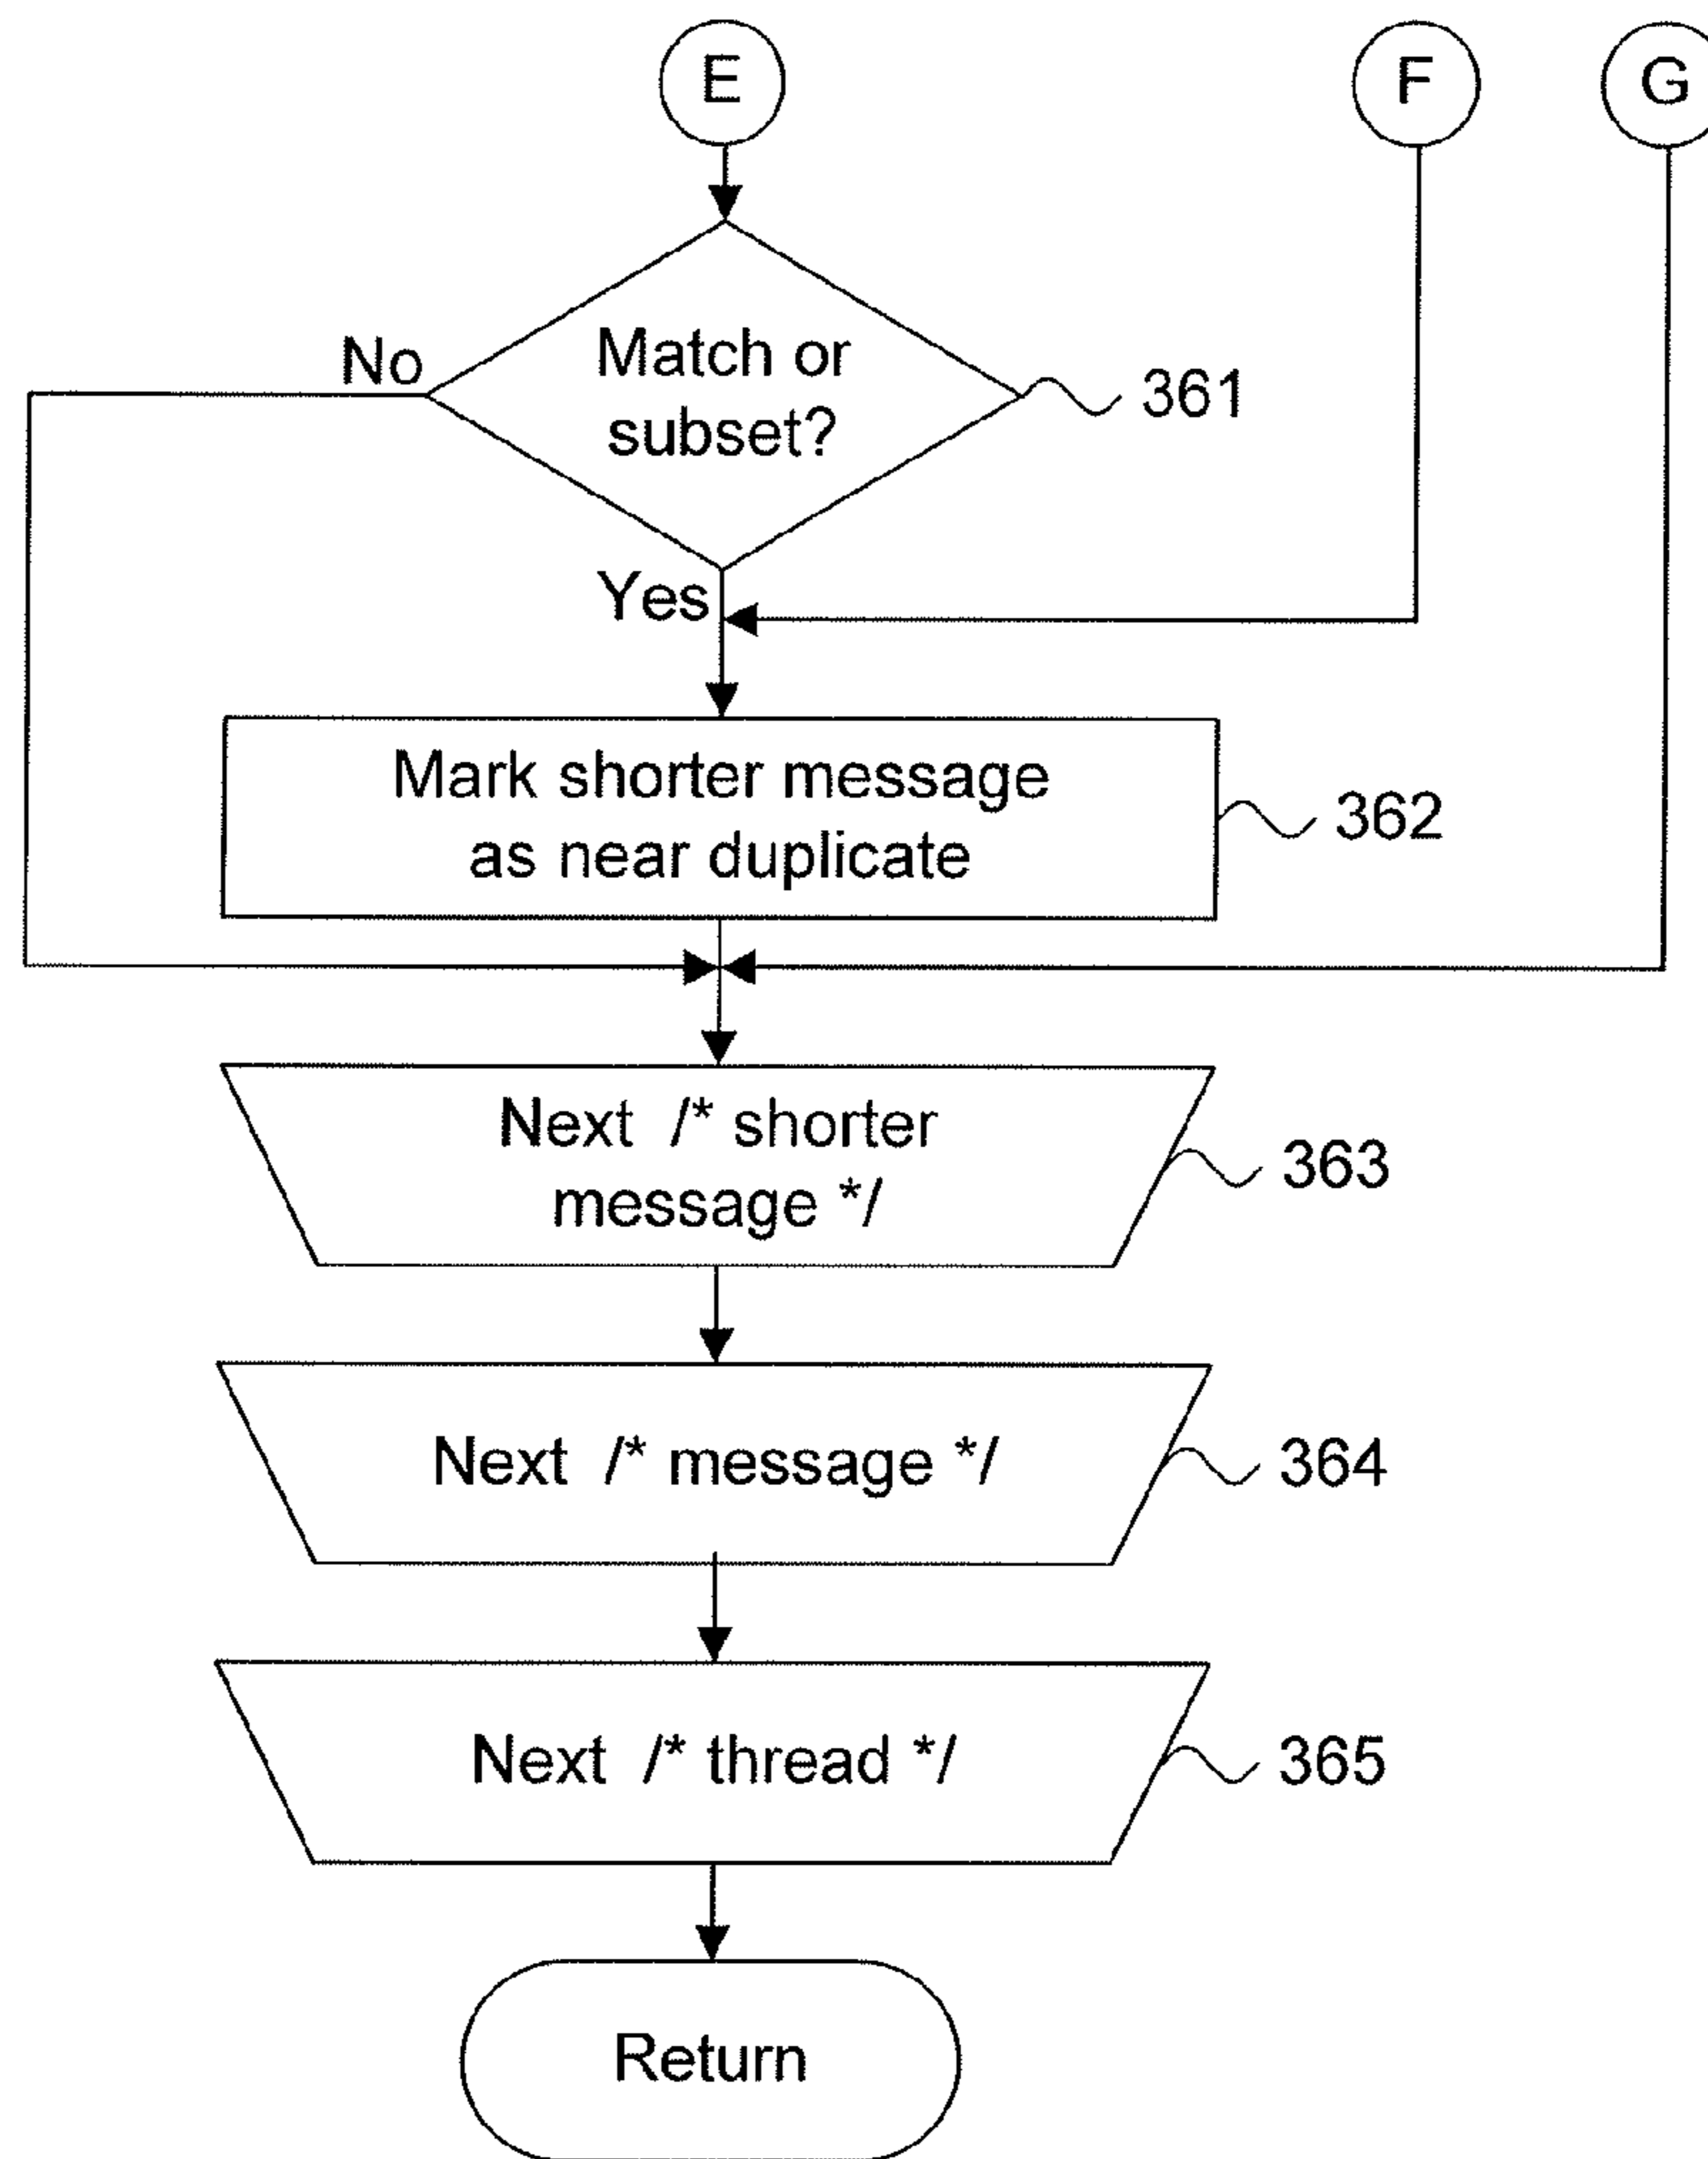 E
F
G
No
Match or
subset?
361
Yes
Mark shorter message
as near duplicate
362
Next /* shorter
message */
363
Next /* message */
364
Next /* thread */
365
Return